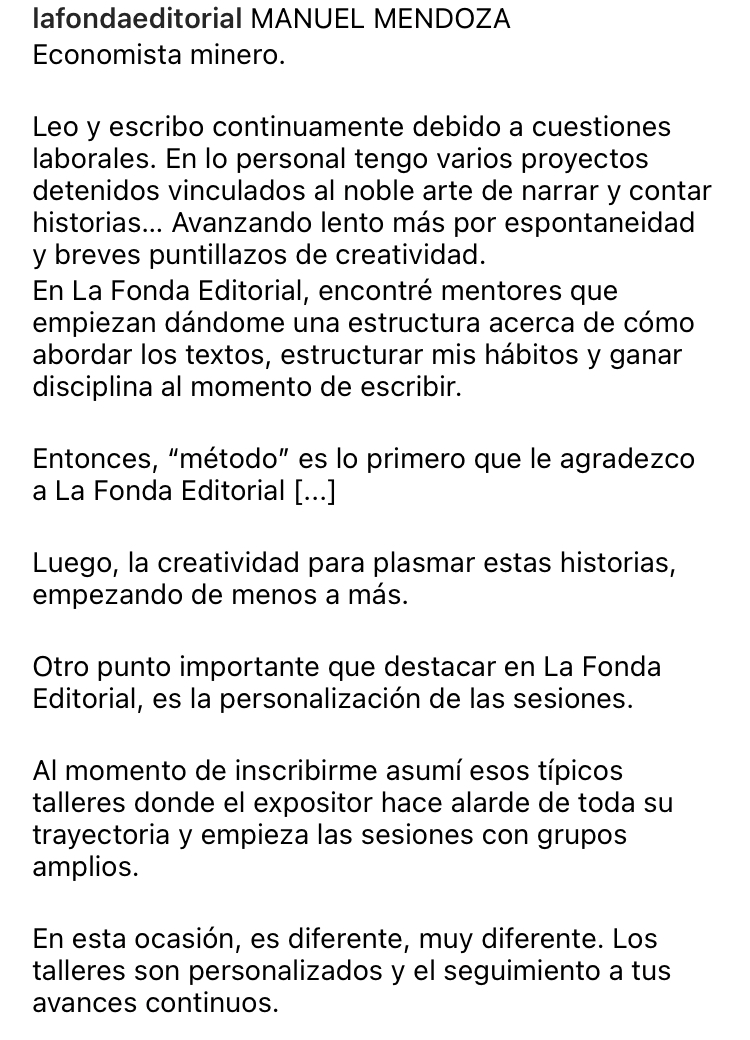 lafondaeditorial MANUEL MENDOZA
Economista minero.
Leo y escribo continuamente debido a cuestiones
laborales. En lo personal tengo varios proyectos
detenidos vinculados al noble arte de narrar y contar
historias... Avanzando lento más por espontaneidad
y breves puntillazos de creatividad.
En La Fonda Editorial, encontré mentores que
empiezan dándome una estructura acerca de cómo
abordar los textos, estructurar mis hábitos y ganar
disciplina al momento de escribir.
Entonces, “método” es lo primero que le agradezco
a La Fonda Editorial [...]
Luego, la creatividad para plasmar estas historias,
empezando de menos a más.
Otro punto importante que destacar en La Fonda
Editorial, es la personalización de las sesiones.
Al momento de inscribirme asumí esos típicos
talleres donde el expositor hace alarde de toda su
trayectoria y empieza las sesiones con grupos
amplios.
En esta ocasión, es diferente, muy diferente. Los
talleres son personalizados y el seguimiento a tus
avances continuos.